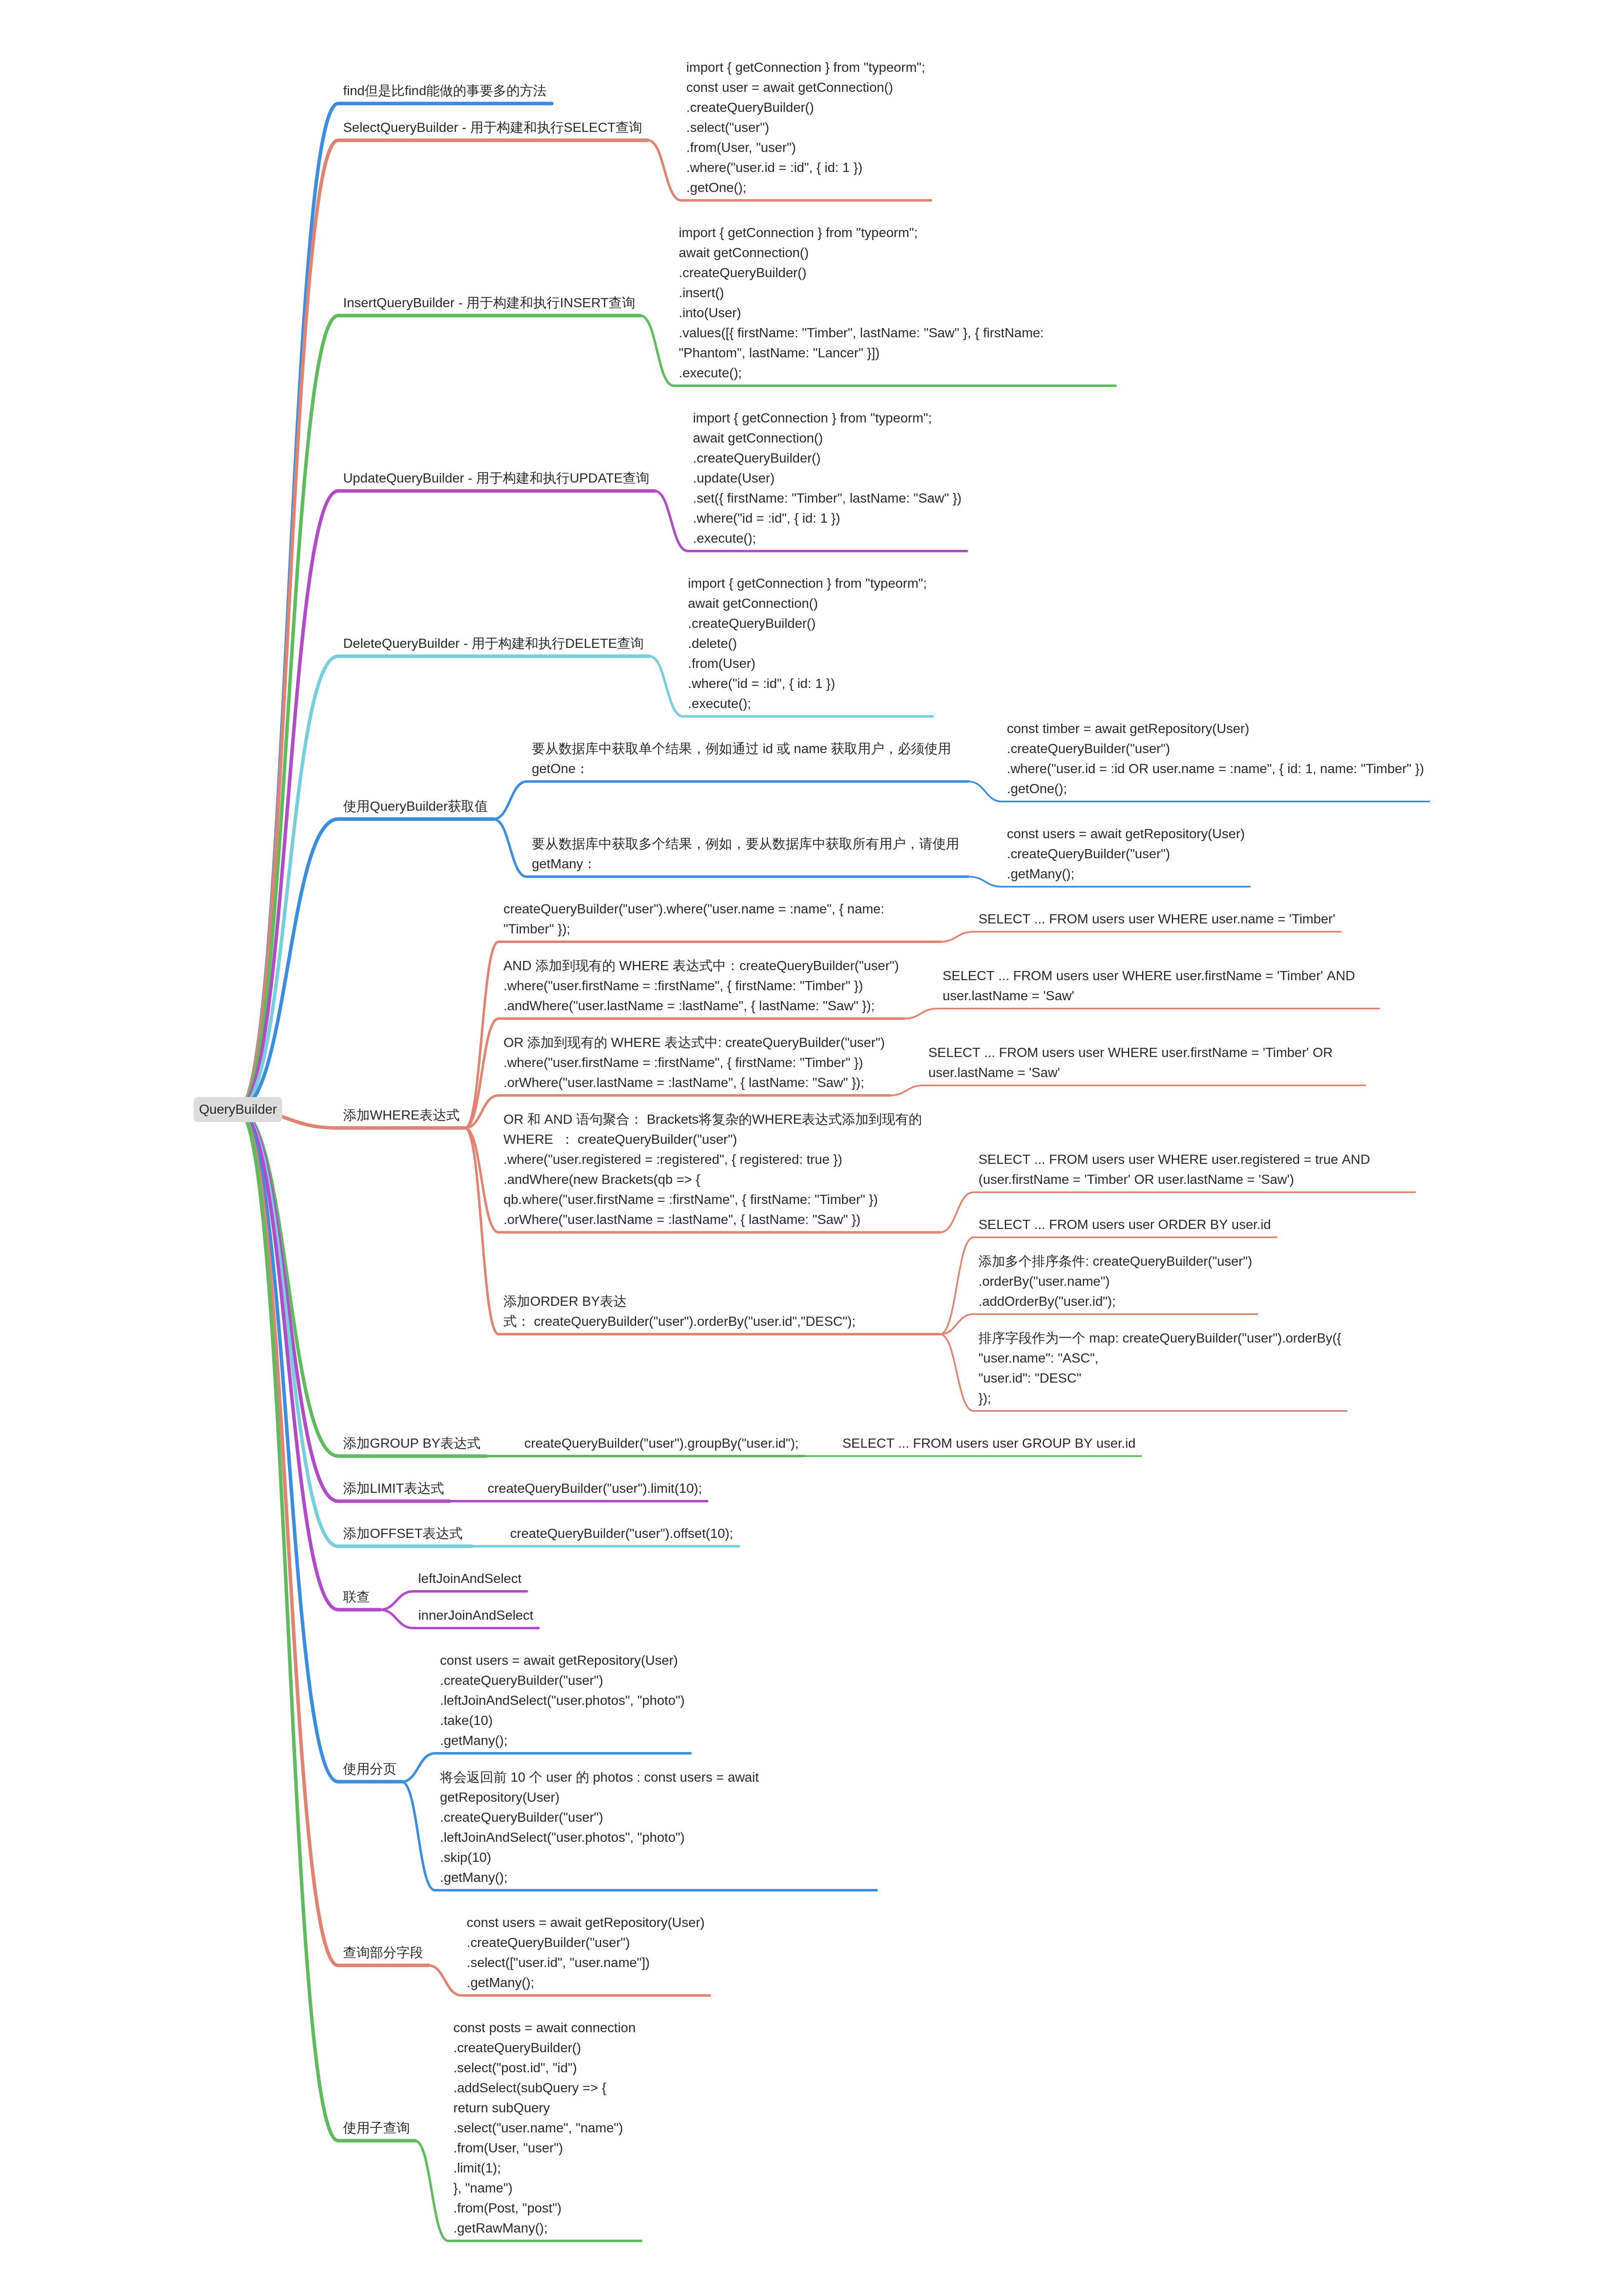 QueryBuilder
find但是比find能做的事要多的方法
SelectQueryBuilder - 用于构建和执行SELECT查询
import { getConnection } from "typeorm";
const user = await getConnection()
.createQueryBuilder()
.select("user")
.from(User, "user")
.where("user.id = :id", { id: 1 })
.getOne();
InsertQueryBuilder - 用于构建和执行INSERT查询
import { getConnection } from "typeorm";
await getConnection()
.createQueryBuilder()
.insert()
.into(User)
.values([{ firstName: "Timber", lastName: "Saw" }, { firstName:
"Phantom", lastName: "Lancer" }])
.execute();
UpdateQueryBuilder - 用于构建和执行UPDATE查询
import { getConnection } from "typeorm";
await getConnection()
.createQueryBuilder()
.update(User)
.set({ firstName: "Timber", lastName: "Saw" })
.where("id = :id", { id: 1 })
.execute();
DeleteQueryBuilder - 用于构建和执行DELETE查询
import { getConnection } from "typeorm";
await getConnection()
.createQueryBuilder()
.delete()
.from(User)
.where("id = :id", { id: 1 })
.execute();
使用QueryBuilder获取值
要从数据库中获取单个结果，例如通过 id 或 name 获取用户，必须使用
getOne：
const timber = await getRepository(User)
.createQueryBuilder("user")
.where("user.id = :id OR user.name = :name", { id: 1, name: "Timber" })
.getOne();
要从数据库中获取多个结果，例如，要从数据库中获取所有用户，请使用
getMany：
const users = await getRepository(User)
.createQueryBuilder("user")
.getMany();
添加WHERE表达式
createQueryBuilder("user").where("user.name = :name", { name:
"Timber" });
SELECT ... FROM users user WHERE user.name = 'Timber'
AND 添加到现有的 WHERE 表达式中：createQueryBuilder("user")
.where("user.firstName = :firstName", { firstName: "Timber" })
.andWhere("user.lastName = :lastName", { lastName: "Saw" });
SELECT ... FROM users user WHERE user.firstName = 'Timber' AND
user.lastName = 'Saw'
OR 添加到现有的 WHERE 表达式中: createQueryBuilder("user")
.where("user.firstName = :firstName", { firstName: "Timber" })
.orWhere("user.lastName = :lastName", { lastName: "Saw" });
SELECT ... FROM users user WHERE user.firstName = 'Timber' OR
user.lastName = 'Saw'
OR 和 AND 语句聚合： Brackets将复杂的WHERE表达式添加到现有的
WHERE ： createQueryBuilder("user")
.where("user.registered = :registered", { registered: true })
.andWhere(new Brackets(qb => {
qb.where("user.firstName = :firstName", { firstName: "Timber" })
.orWhere("user.lastName = :lastName", { lastName: "Saw" })
SELECT ... FROM users user WHERE user.registered = true AND
(user.firstName = 'Timber' OR user.lastName = 'Saw')
添加ORDER BY表达
式： createQueryBuilder("user").orderBy("user.id","DESC");
SELECT ... FROM users user ORDER BY user.id
添加多个排序条件: createQueryBuilder("user")
.orderBy("user.name")
.addOrderBy("user.id");
排序字段作为一个 map: createQueryBuilder("user").orderBy({
"user.name": "ASC",
"user.id": "DESC"
});
添加GROUP BY表达式
createQueryBuilder("user").groupBy("user.id");
SELECT ... FROM users user GROUP BY user.id
添加LIMIT表达式
createQueryBuilder("user").limit(10);
添加OFFSET表达式
createQueryBuilder("user").offset(10);
联查
leftJoinAndSelect
innerJoinAndSelect
使用分页
const users = await getRepository(User)
.createQueryBuilder("user")
.leftJoinAndSelect("user.photos", "photo")
.take(10)
.getMany();
将会返回前 10 个 user 的 photos : const users = await
getRepository(User)
.createQueryBuilder("user")
.leftJoinAndSelect("user.photos", "photo")
.skip(10)
.getMany();
查询部分字段
const users = await getRepository(User)
.createQueryBuilder("user")
.select(["user.id", "user.name"])
.getMany();
使用子查询
const posts = await connection
.createQueryBuilder()
.select("post.id", "id")
.addSelect(subQuery => {
return subQuery
.select("user.name", "name")
.from(User, "user")
.limit(1);
}, "name")
.from(Post, "post")
.getRawMany();